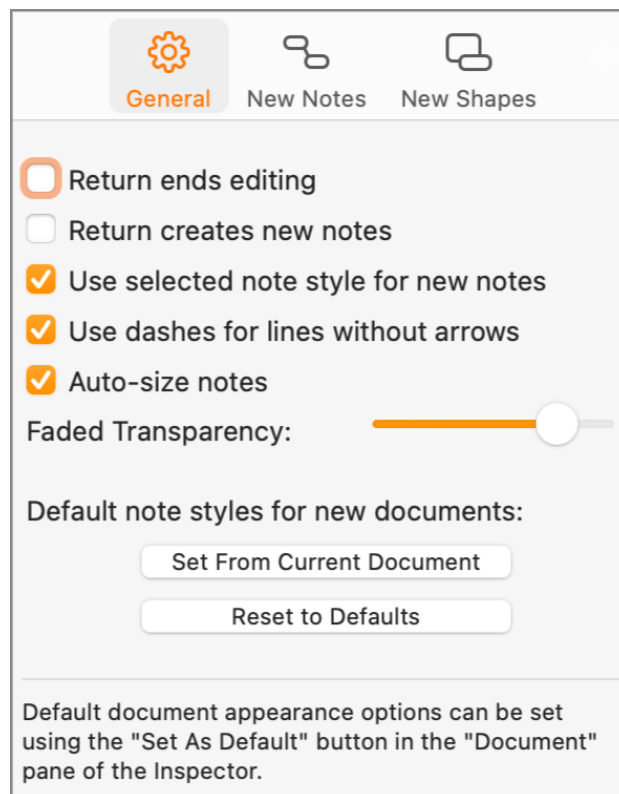 General New Notes New Shapes
Return ends editing
Return creates new notes
Use selected note style for new notes
Use dashes for lines without arrows
Auto-size notes
Faded Transparency:
Default note styles for new documents:
Set From Current Document
Reset to Defaults
Default document appearance options can be set
using the "Set As Default" button in the "Document"
pane of the Inspector.